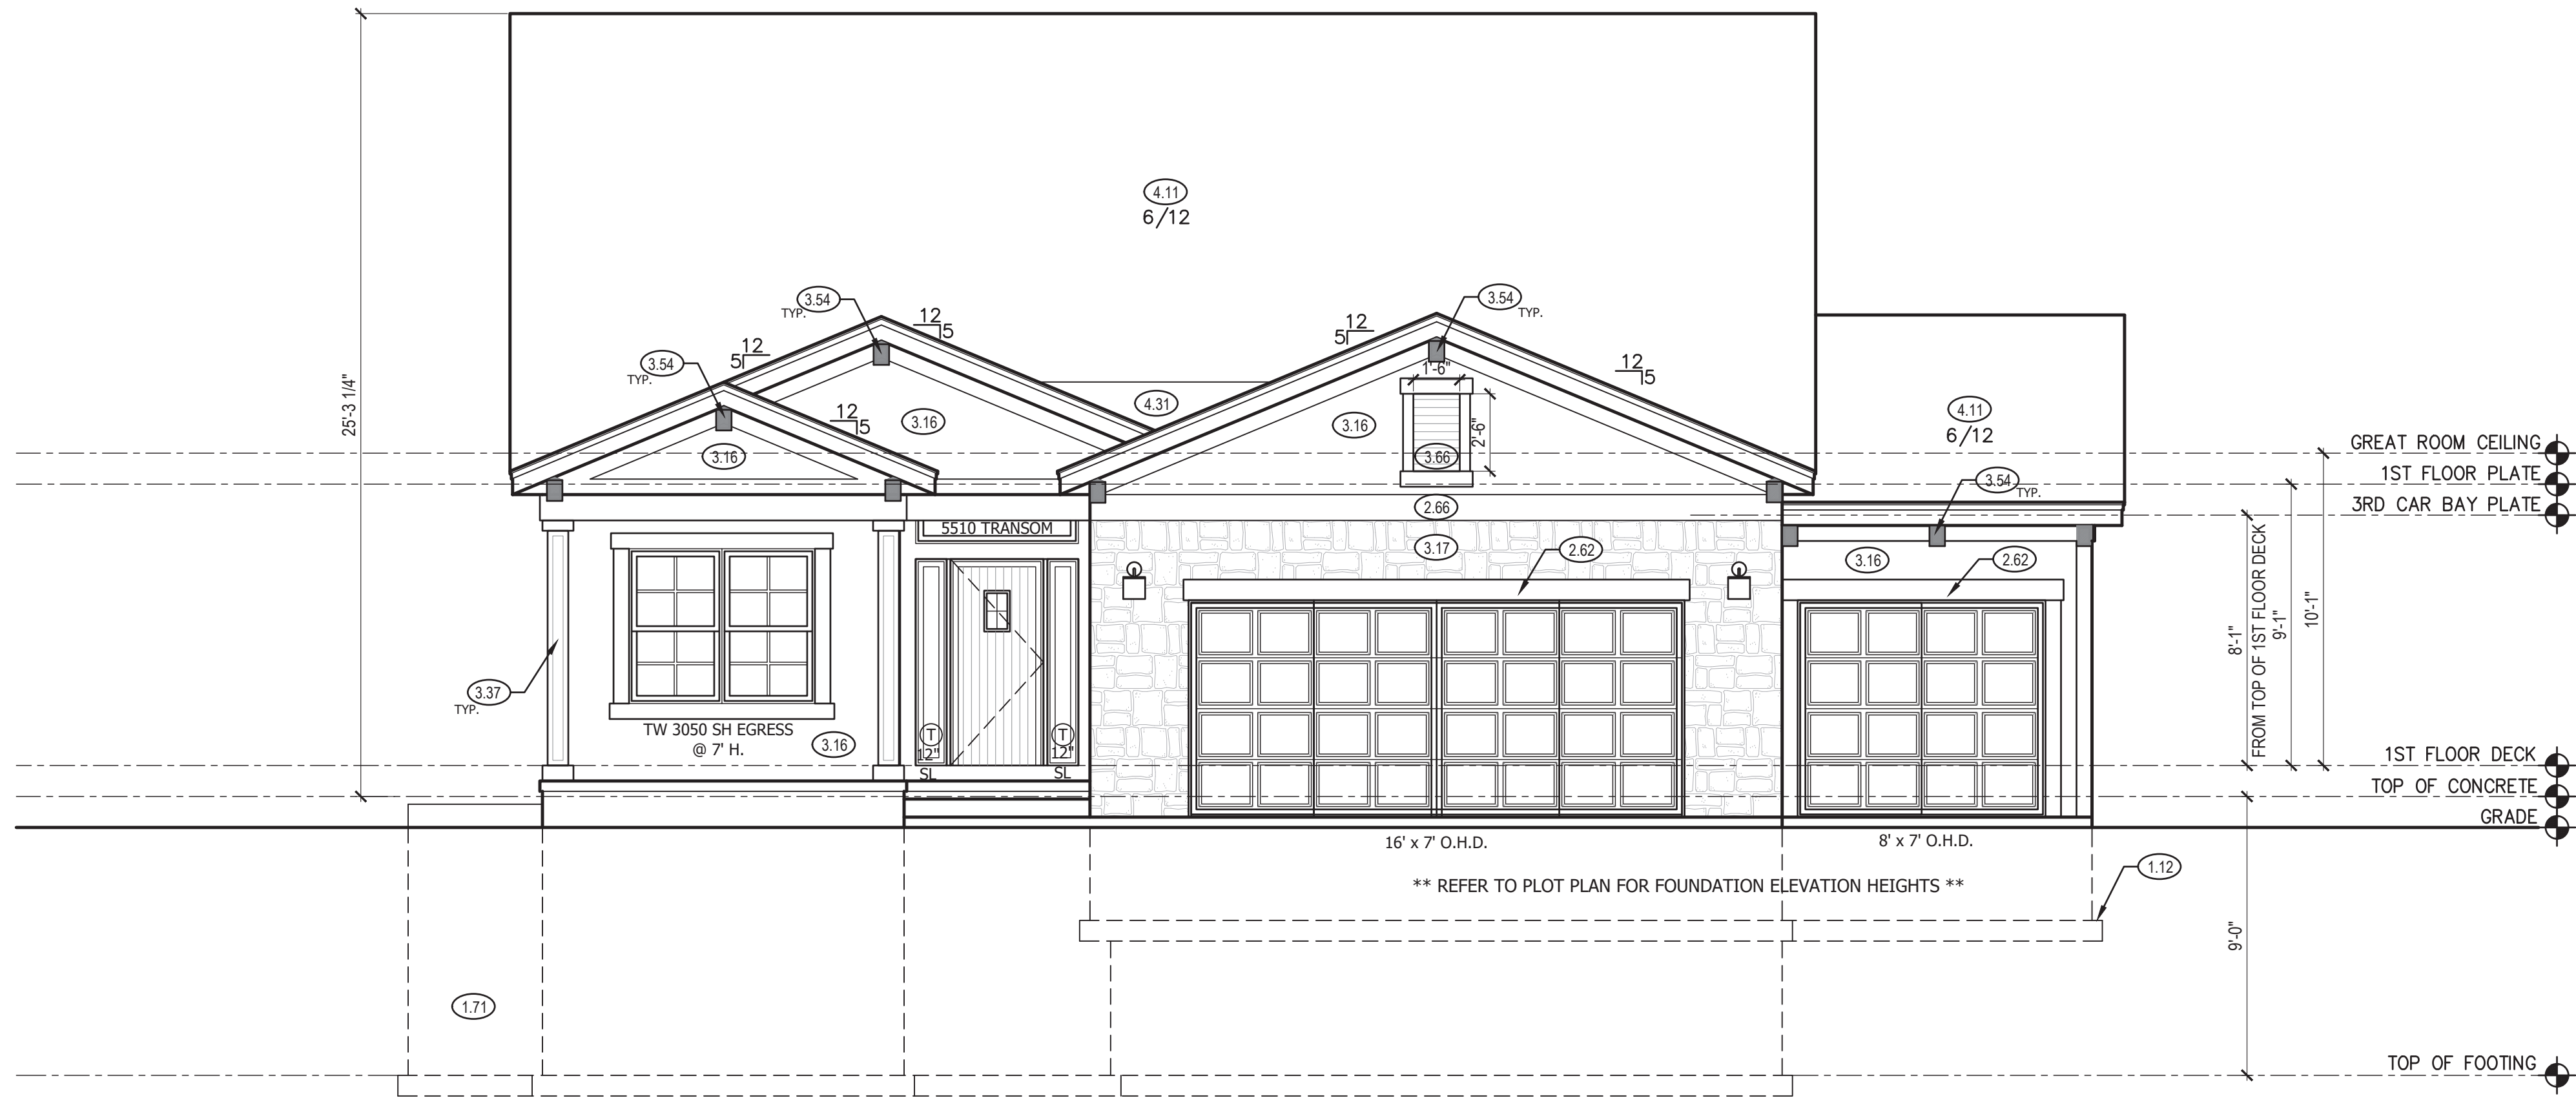 4.11
6/12
3.54
TYP.
12
5
12
5
3.54
TYP.
12
5
3.54
TYP.
12
5
12
5
1'-6"
2'-6"
4.31
3.16
3.16
3.16
3.66
25'-3 1/4"
4.11
6/12
GREAT ROOM CEILING
1ST FLOOR PLATE
3RD CAR BAY PLATE
3.54
TYP.
2.66
5510 TRANSOM
3.17
2.62
3.16
2.62
8'-1"
FROM TOP OF 1ST FLOOR DECK
9'-1"
10'-1"
3.37
TYP.
TW 3050 SH EGRESS
@ 7' H.
3.16
T
12"
SL
T
12"
SL
1ST FLOOR DECK
TOP OF CONCRETE
GRADE
16' x 7' O.H.D.
8' x 7' O.H.D.
** REFER TO PLOT PLAN FOR FOUNDATION ELEVATION HEIGHTS **
1.12
9'-0"
1.71
TOP OF FOOTING